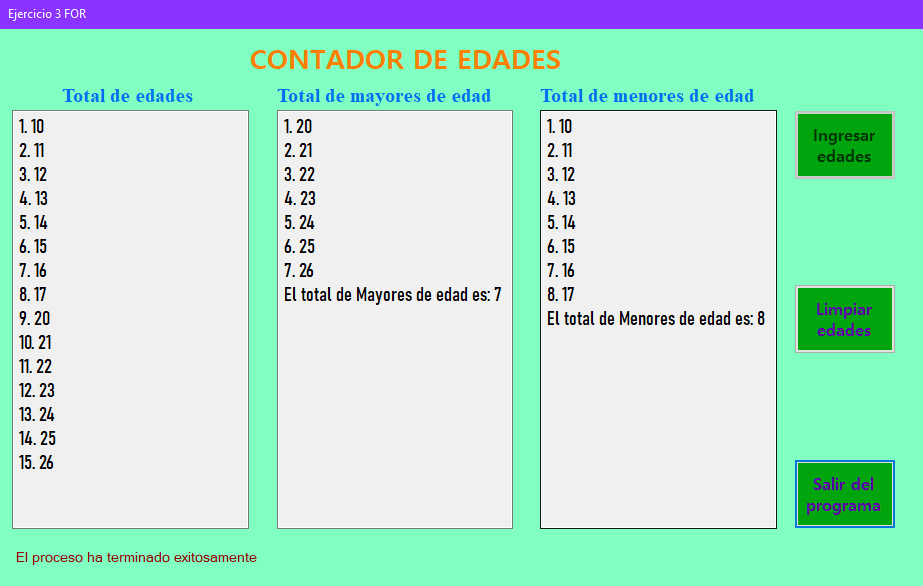 Ejercicio 3 FOR
CONTADOR DE EDADES
Total de edades
1. 10
2. 11
3. 12
4. 13
5. 14
6. 15
7. 16
8. 17
9. 20
10. 21
11. 22
12. 23
13. 24
14. 25
15. 26
Total de mayores de edad
1. 20
2. 21
3. 22
4. 23
5. 24
6. 25
7. 26
El total de Mayores de edad es: 7
Total de menores de edad
1. 10
2. 11
3. 12
4. 13
5. 14
6. 15
7. 16
8. 17
El total de Menores de edad es: 8
Ingresar
edades
Limpiar
edades
Salir del
programa
El proceso ha terminado exitosamente